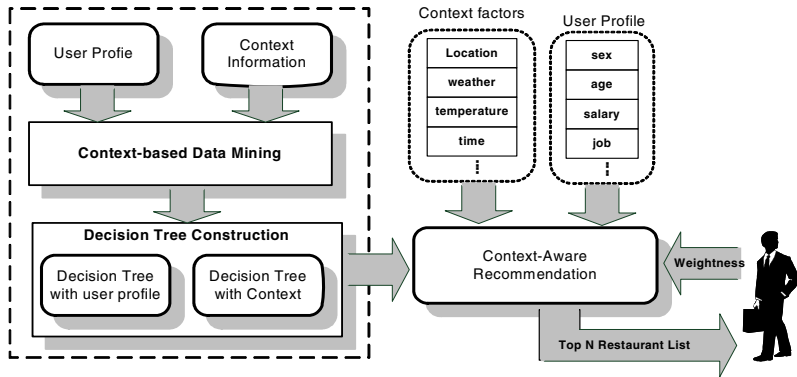 User Profie
Context
Information
Context-based Data Mining
Decision Tree Construction
Decision Tree
with user profile
Decision Tree
with Context
Context factors
Location
weather
temperature
time
User Profile
sex
age
salary
job
Context-Aware
Recommendation
Weightness
Top N Restaurant List